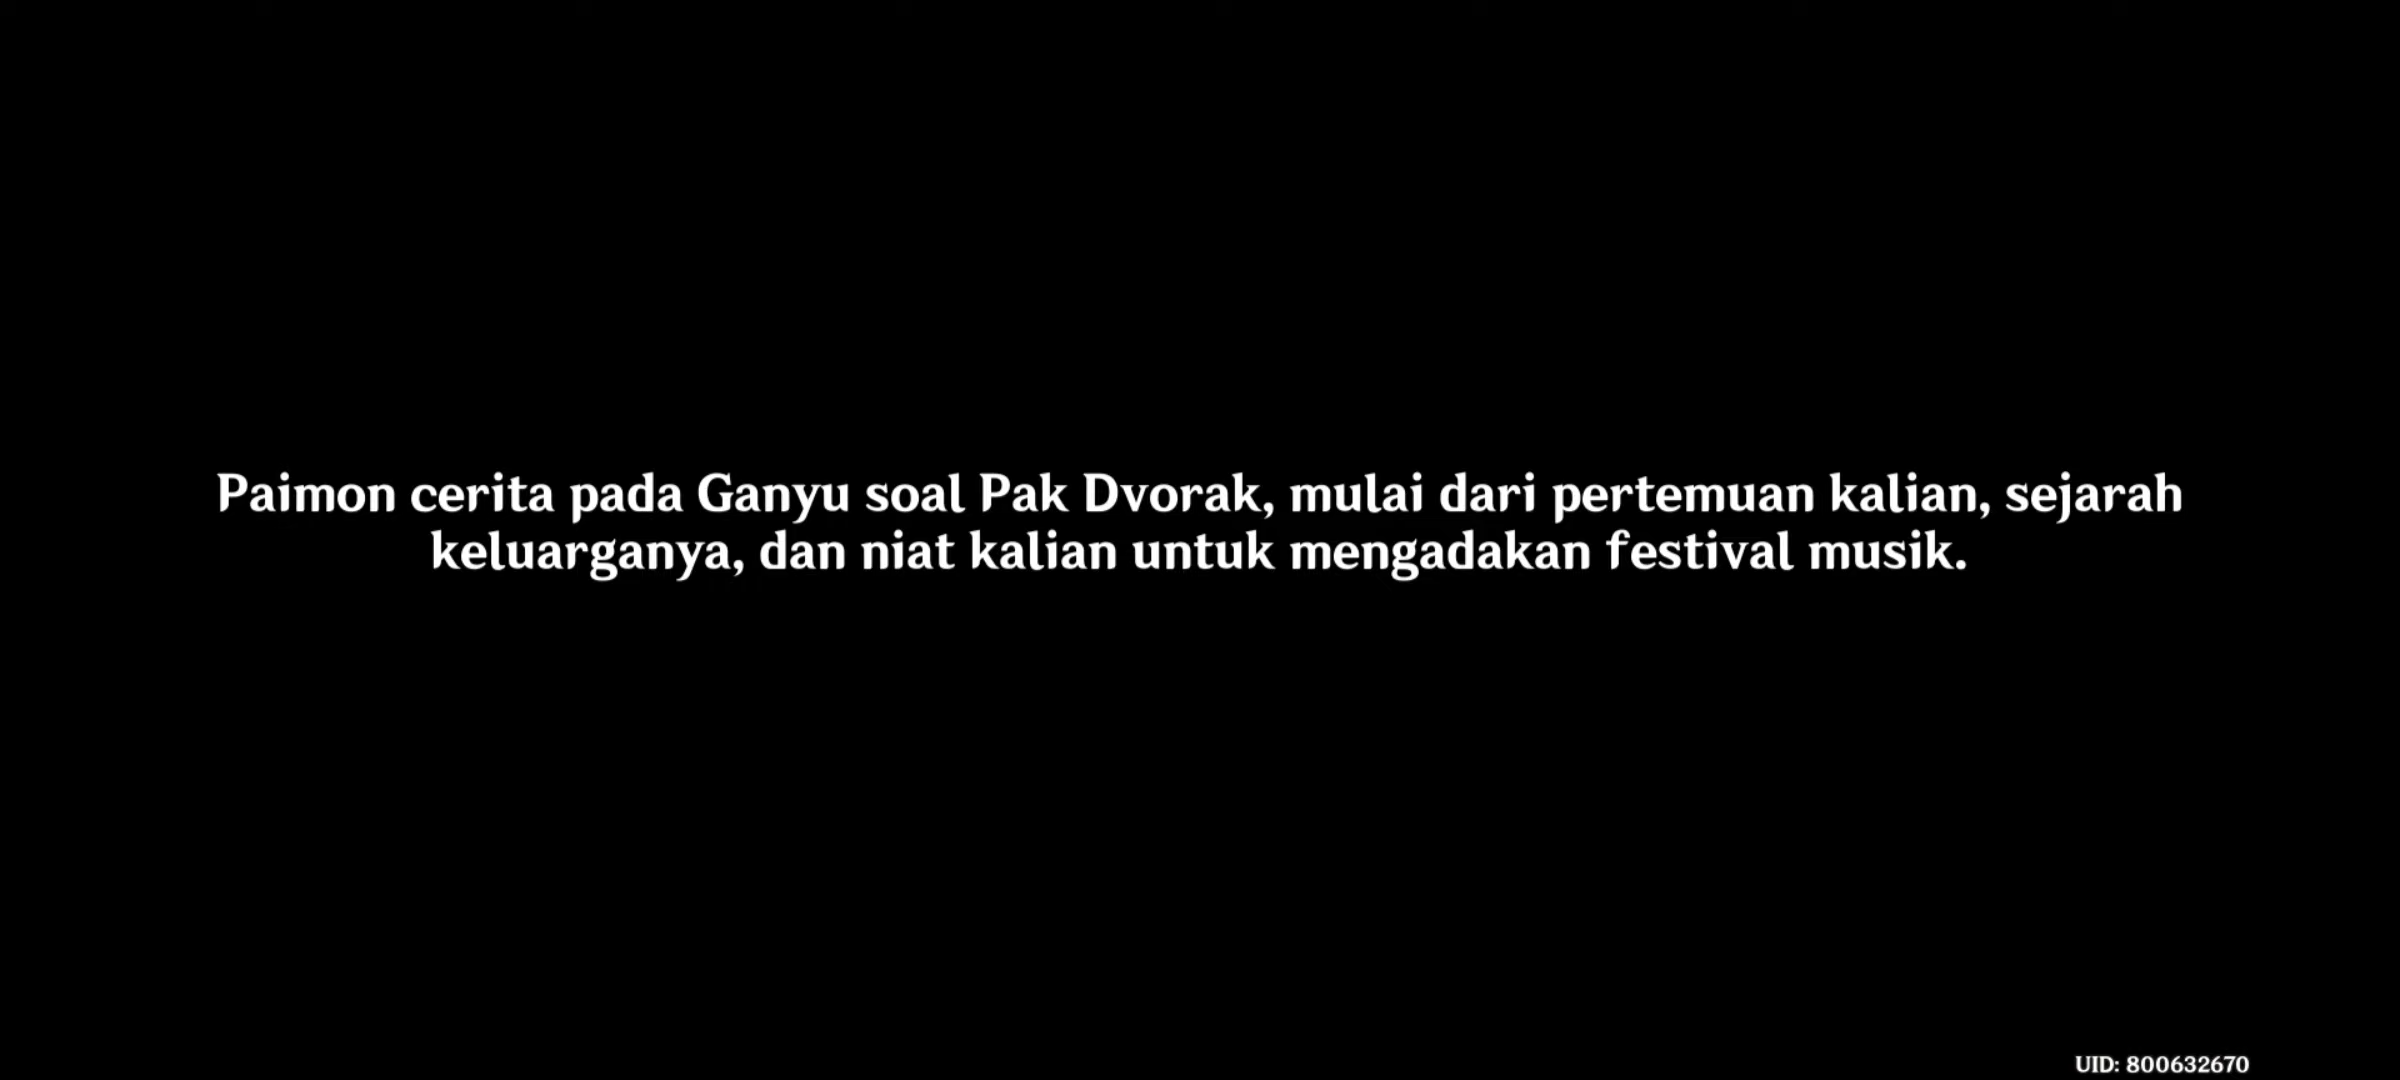 Paimon cerita pada Ganyu soal Pak Dvorak, mulai dari pertemuan kalian, sejarah
keluarganya, dan niat kalian untuk mengadakan festival musik.
UID: 800632670